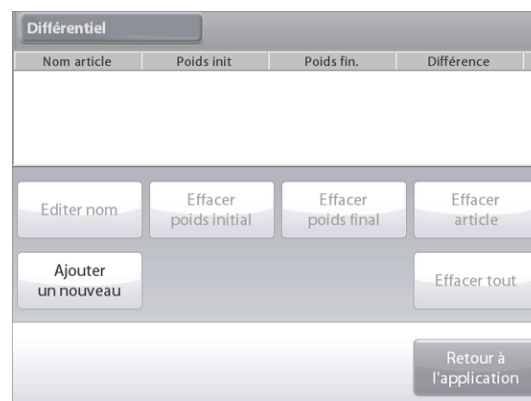 Différentiel
Nom article Poids init Poids fin. Différence
Editer nom Effacer poids initial Effacer poids final Effacer article
Ajouter un nouveau Effacer tout
Retour à l'application